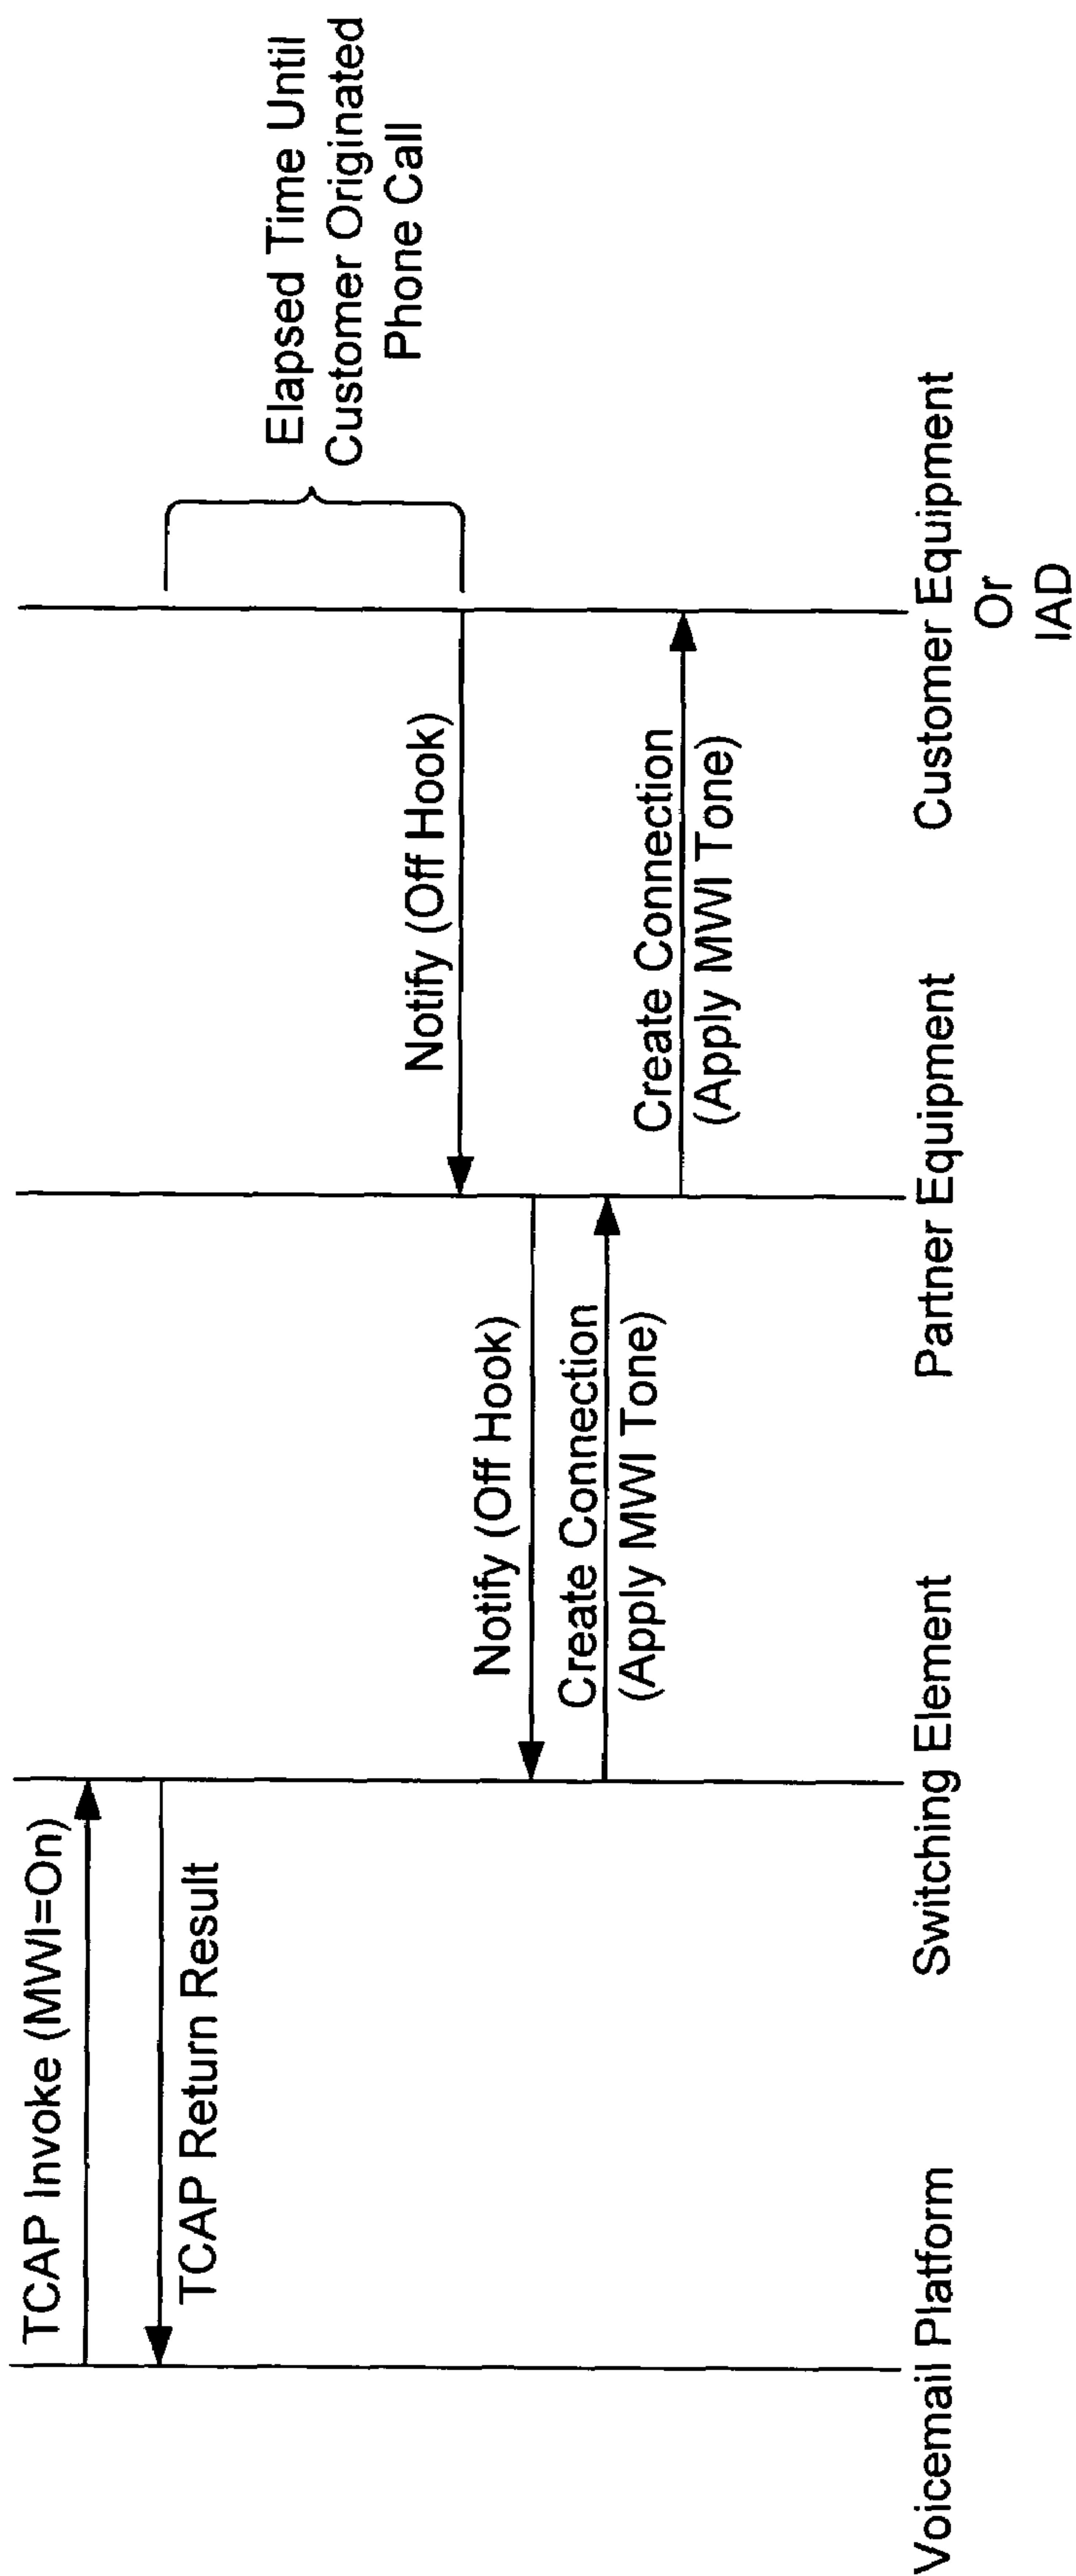 TCAP Invoke (MWI=On)
TCAP Return Result
Elapsed Time Until
Customer Originated
Phone Call
Notify (Off Hook)
Notify (Off Hook)
Create Connection
(Apply MWI Tone)
Create Connection
(Apply MWI Tone)
Voicemail Platform
Switching Element
Partner Equipment
Customer Equipment
Or
IAD